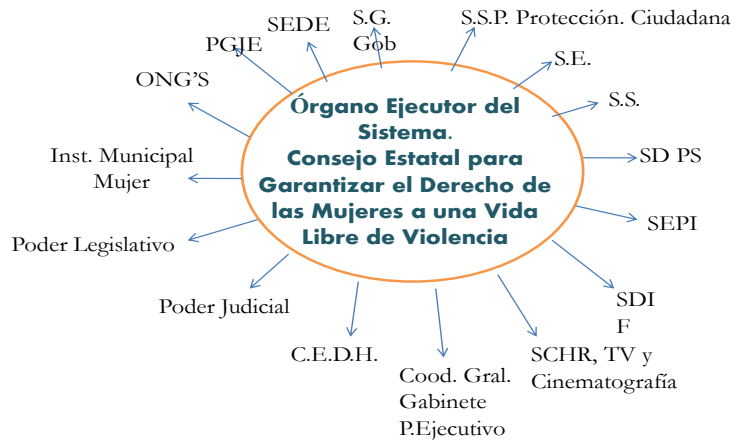 S.G.
Gob
S.S.P. Protección. Ciudadana
SEDE
PGJE
S.E.
ONG'S
S.S.
Órgano Ejecutor del
Sistema.
Consejo Estatal para
Garantizar el Derecho de
las Mujeres a una Vida
Libre de Violencia
Inst. Municipal
Mujer
SD PS
SEPI
Poder Legislativo
SDI
F
Poder Judicial
C.E.D.H.
SCHR, TV y
Cinematografía
Cood. Gral.
Gabinete
P.Ejecutivo